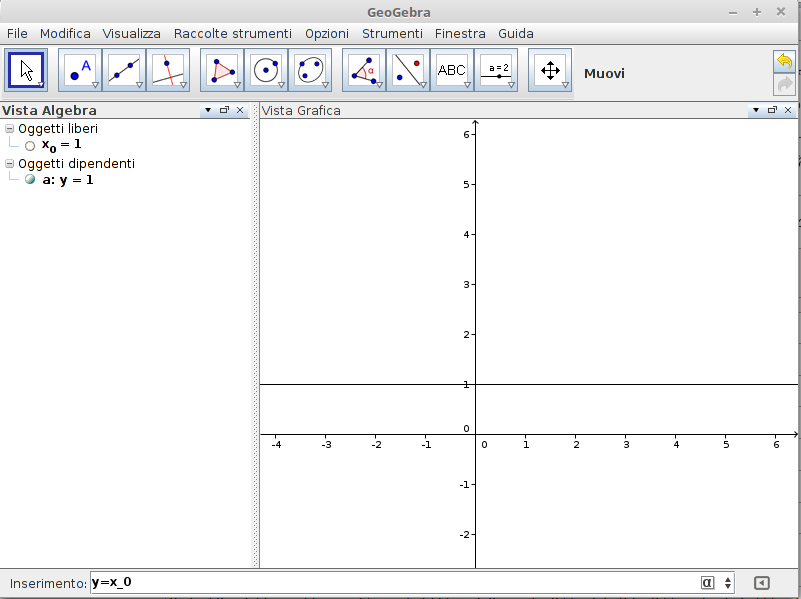 GeoGebra
File Modifica Visualizza Raccolte strumenti Opzioni Strumenti Finestra Guida
A α ABC a = 2 Muovi
Vista Algebra
Vista Grafica
Oggetti liberi
x0 = 1
Oggetti dipendenti
a: y = 1
6
5
4
3
2
1
0
-4 -3 -2 -1 0 1 2 3 4 5 6
-1
-2
Inserimento: y=x_0 α